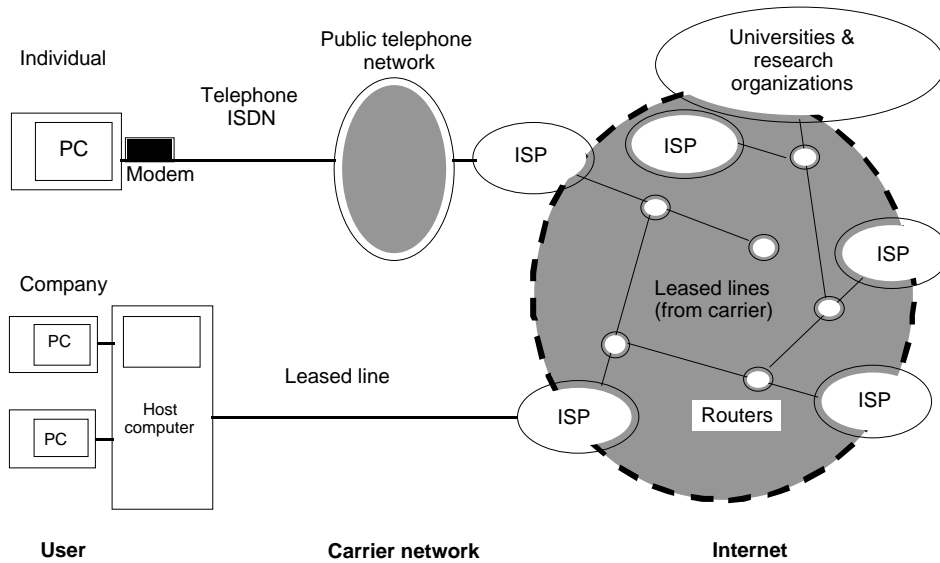 Individual
Public telephone
network
Universities &
research
organizations
Telephone
ISDN
PC
Modem
ISP
ISP
ISP
Company
PC
PC
Host
computer
Leased line
Leased lines
(from carrier)
ISP
ISP
Routers
User
Carrier network
Internet